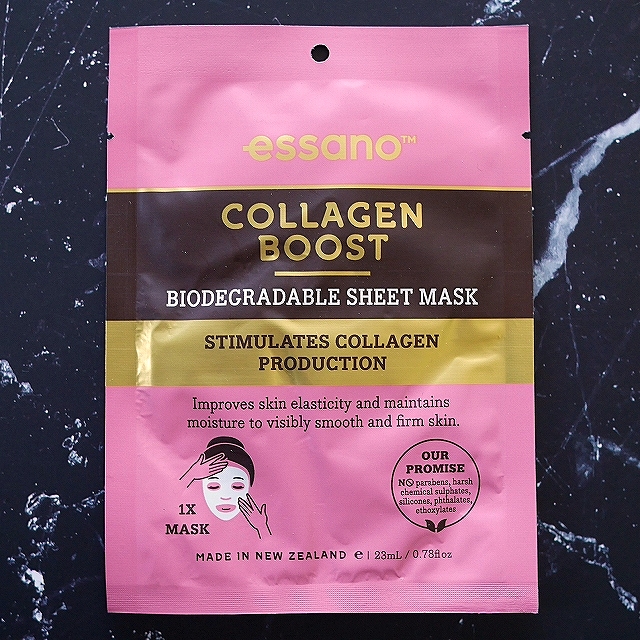 essano™
COLLAGEN
BOOST
BIODEGRADABLE SHEET MASK
STIMULATES COLLAGEN
PRODUCTION
Improves skin elasticity and maintains
moisture to visibly smooth and firm skin.
1X
MASK
OUR
PROMISE
NO parabens, harsh
chemical sulphates,
silicones, phthalates,
ethoxylates
MADE IN NEW ZEALAND ℮ | 23mL / 0.78floz